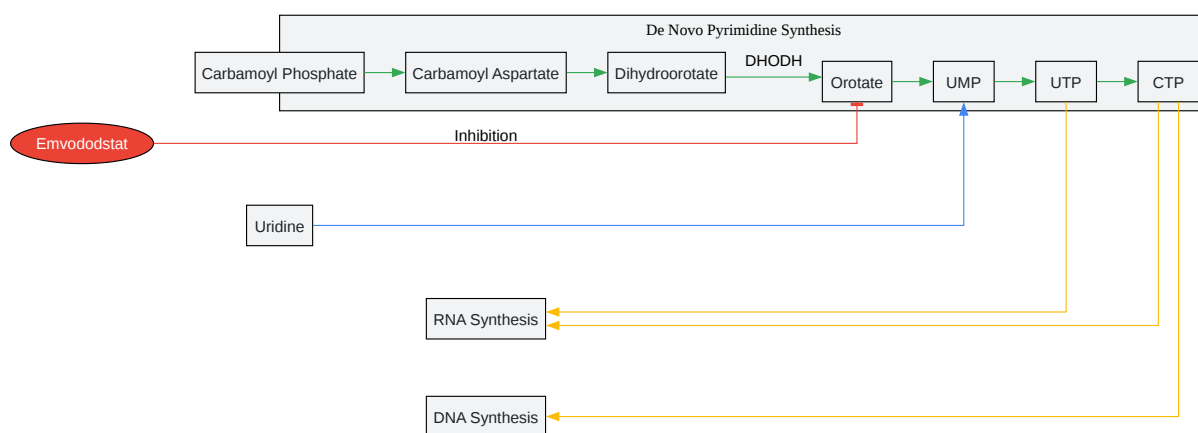 De Novo Pyrimidine Synthesis
Carbamoyl Phosphate
Carbamoyl Aspartate
Dihydroorotate
DHODH
Orotate
UMP
UTP
CTP
Emvododstat
Inhibition
Uridine
RNA Synthesis
DNA Synthesis